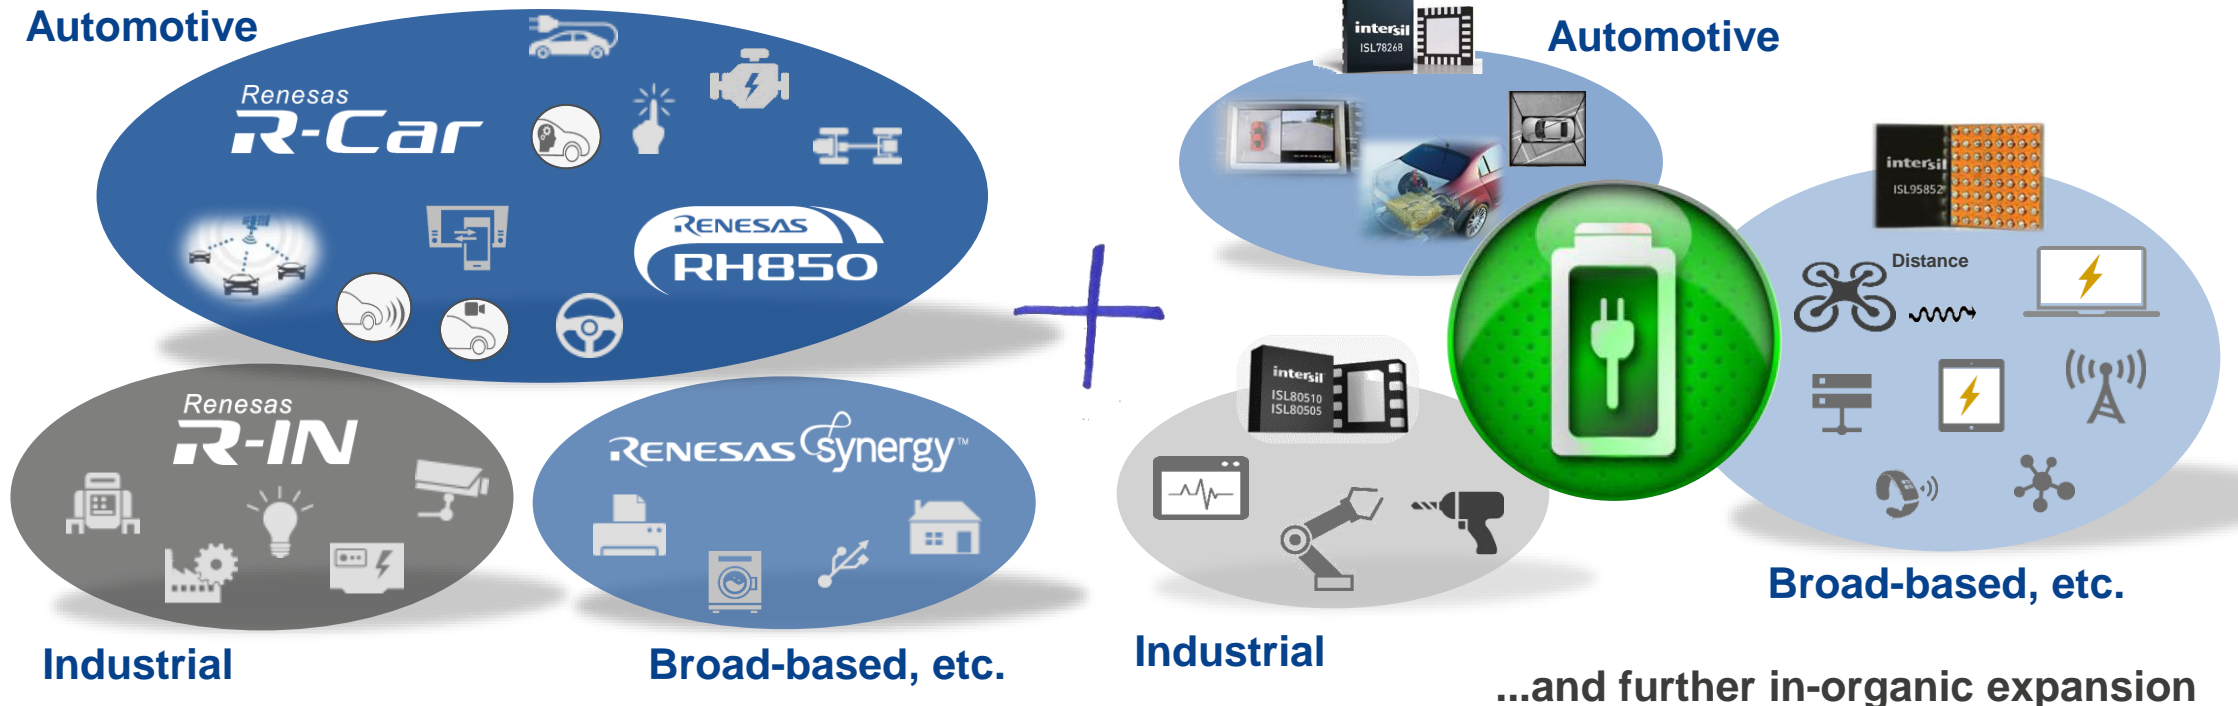 Automotive
Renesas
R-Car
RENESAS
RH850
Renesas
R-IN
RENESAS synergy™
Industrial
Broad-based, etc.
+
intersil
ISL78268
Automotive
intersil
ISL95852
Distance
intersil
ISL80510
ISL80505
Broad-based, etc.
Industrial
...and further in-organic expansion